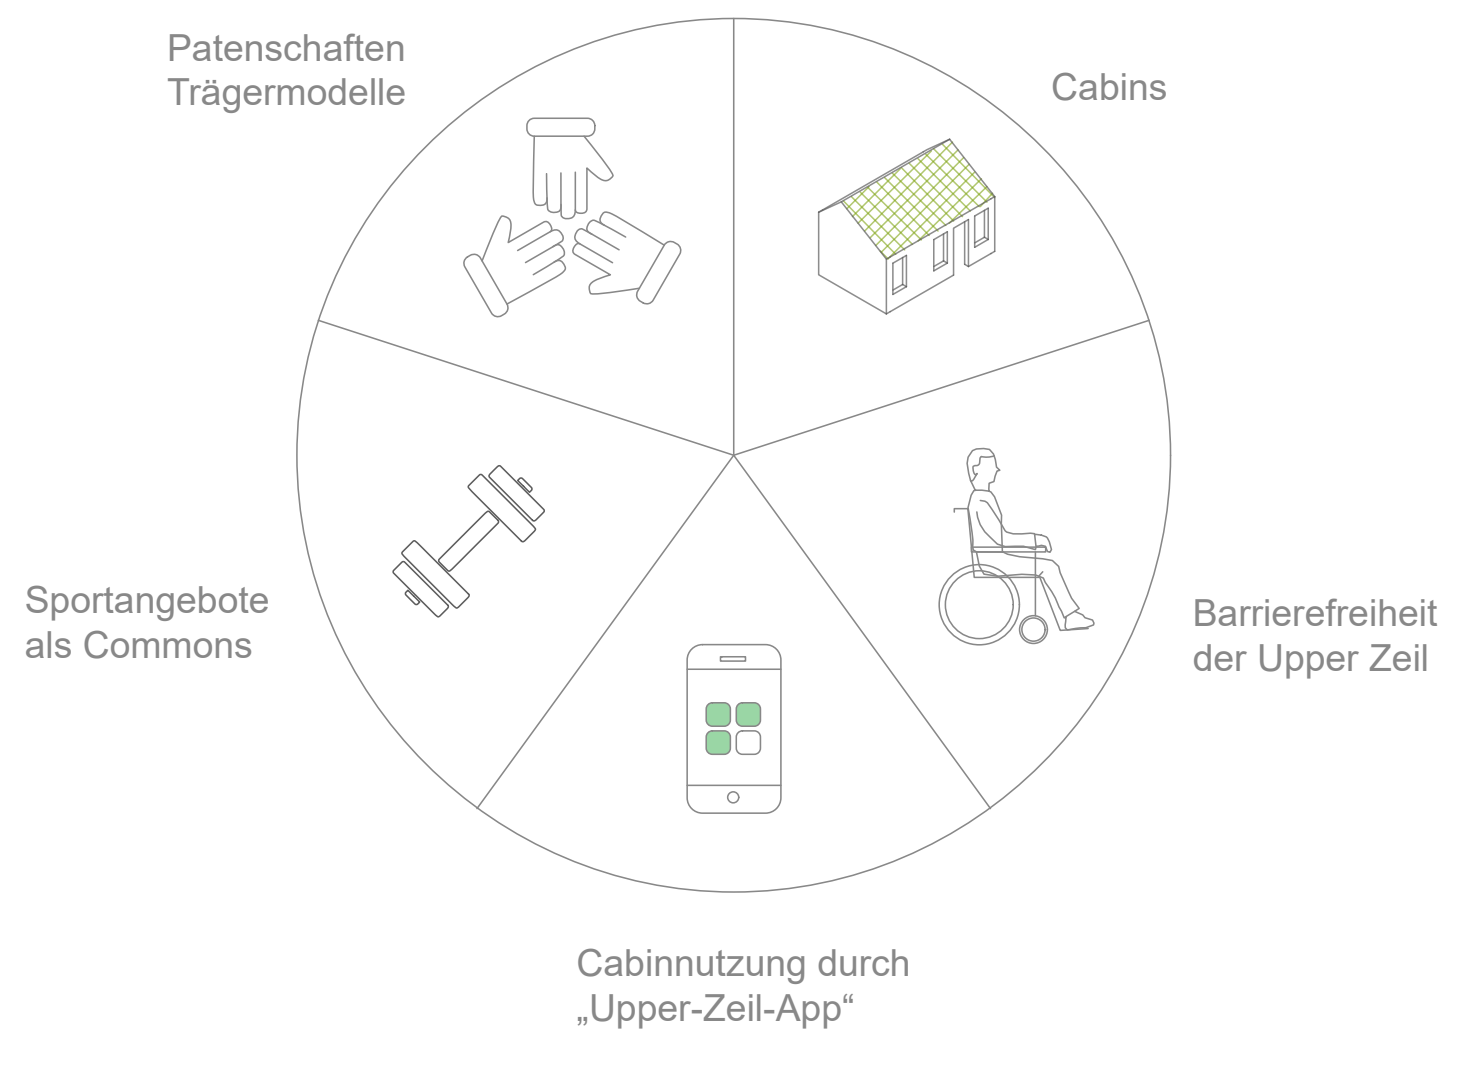 Patenschaften
Trägermodelle
Cabins
Sportangebote
als Commons
Barrierefreiheit
der Upper Zeil
Cabinnutzung durch
„Upper-Zeil-App“